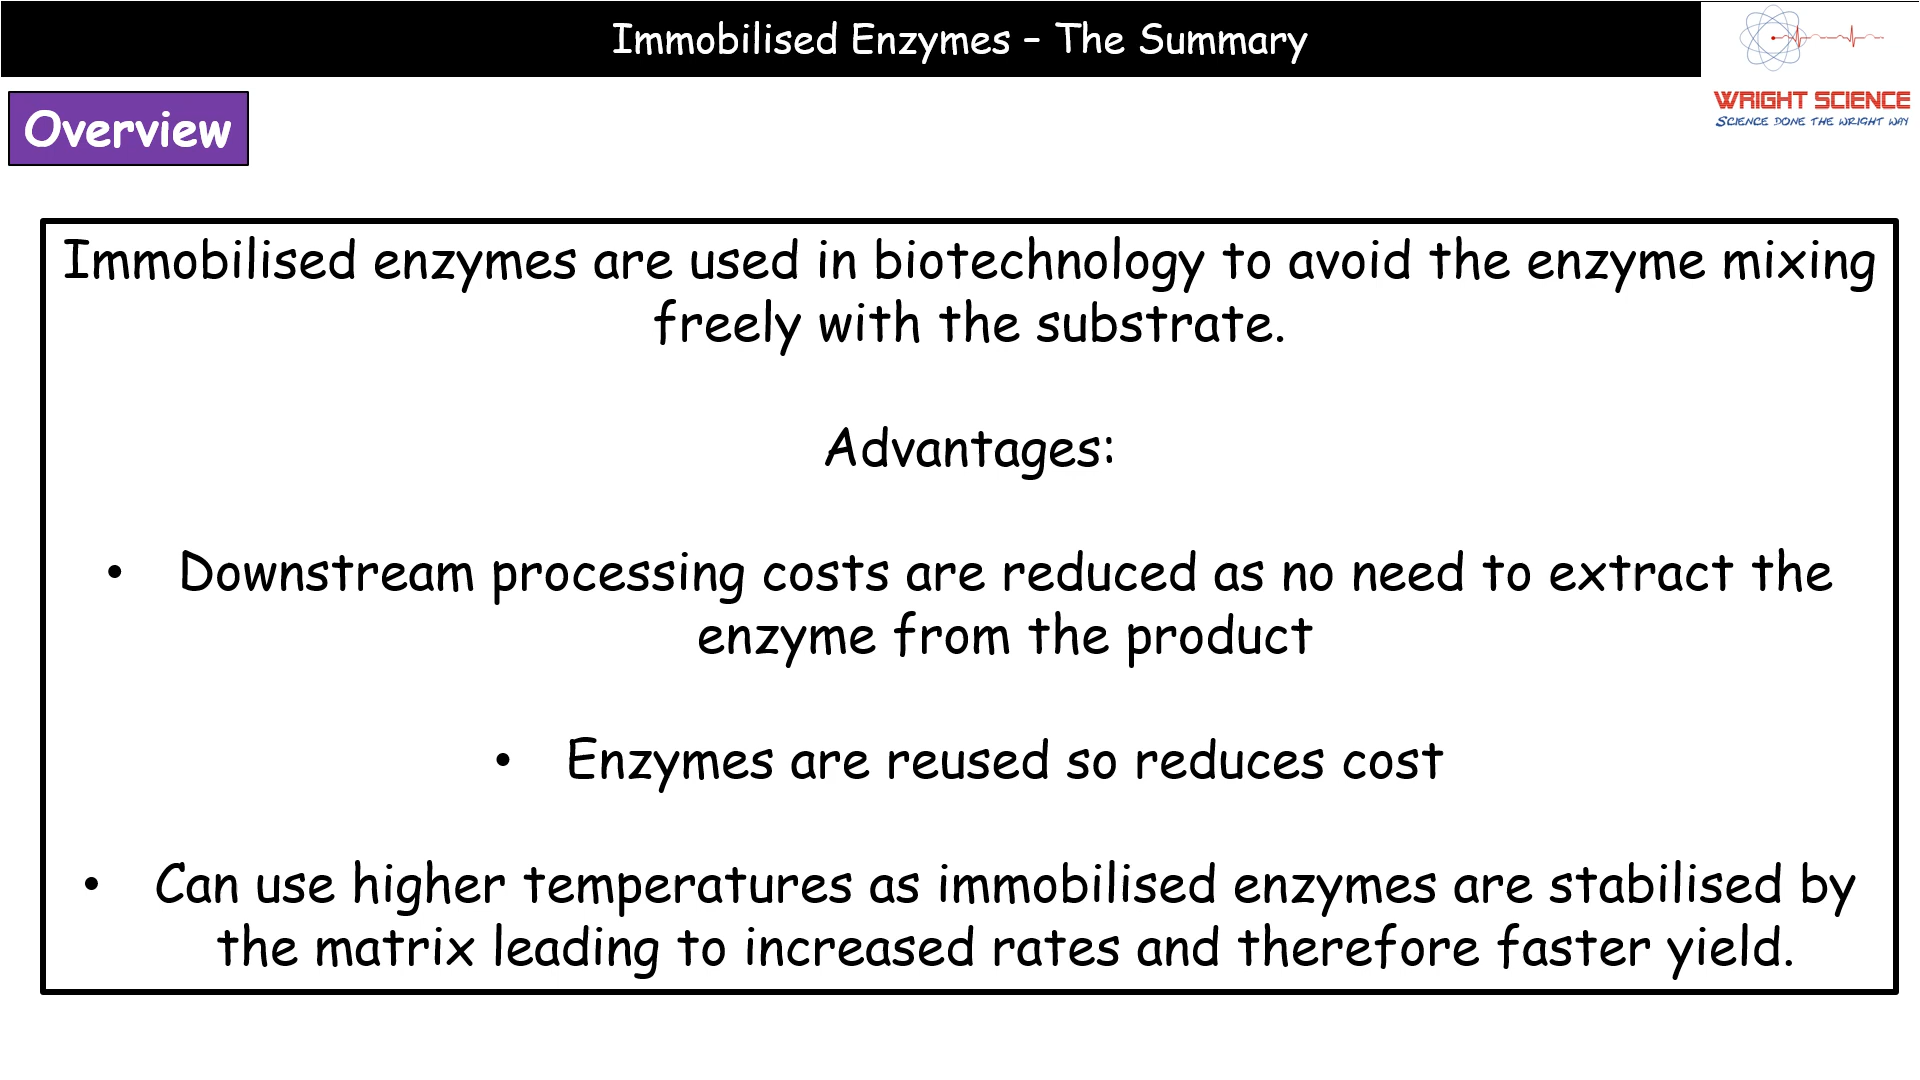 Immobilised Enzymes – The Summary
WRIGHT SCIENCE
SCIENCE DONE THE WRIGHT WAY
Overview
Immobilised enzymes are used in biotechnology to avoid the enzyme mixing
freely with the substrate.
Advantages:
• Downstream processing costs are reduced as no need to extract the
enzyme from the product
• Enzymes are reused so reduces cost
• Can use higher temperatures as immobilised enzymes are stabilised by
the matrix leading to increased rates and therefore faster yield.